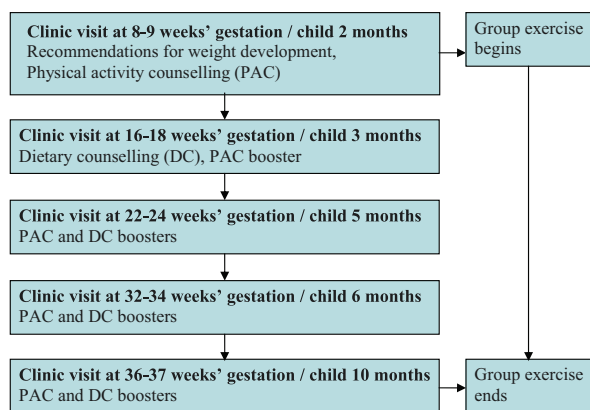 Clinic visit at 8-9 weeks' gestation / child 2 months
Recommendations for weight development,
Physical activity counselling (PAC)
Group exercise
begins
Clinic visit at 16-18 weeks' gestation / child 3 months
Dietary counselling (DC), PAC booster
Clinic visit at 22-24 weeks' gestation / child 5 months
PAC and DC boosters
Clinic visit at 32-34 weeks' gestation / child 6 months
PAC and DC boosters
Clinic visit at 36-37 weeks' gestation / child 10 months
PAC and DC boosters
Group exercise
ends